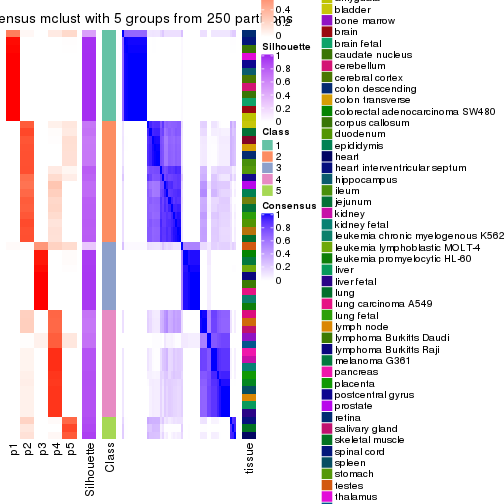 ensus mclust with 5 groups from 250 partitions
0.4
0.2
0
Silhouette
1
0.8
0.6
0.4
0.2
0
Class
1
2
3
4
5
Consensus
1
0.8
0.6
0.4
0.2
0
bladder
bone marrow
brain
brain fetal
caudate nucleus
cerebellum
cerebral cortex
colon descending
colon transverse
colorectal adenocarcinoma SW480
corpus callosum
duodenum
epididymis
heart
heart interventricular septum
hippocampus
ileum
jejunum
kidney
kidney fetal
leukemia chronic myelogenous K562
leukemia lymphoblastic MOLT-4
leukemia promyelocytic HL-60
liver
liver fetal
lung
lung carcinoma A549
lung fetal
lymph node
lymphoma Burkitts Daudi
lymphoma Burkitts Raji
melanoma G361
pancreas
placenta
postcentral gyrus
prostate
retina
salivary gland
skeletal muscle
spinal cord
spleen
stomach
testes
thalamus
p1
p2
p3
p4
p5
Silhouette
Class
tissue